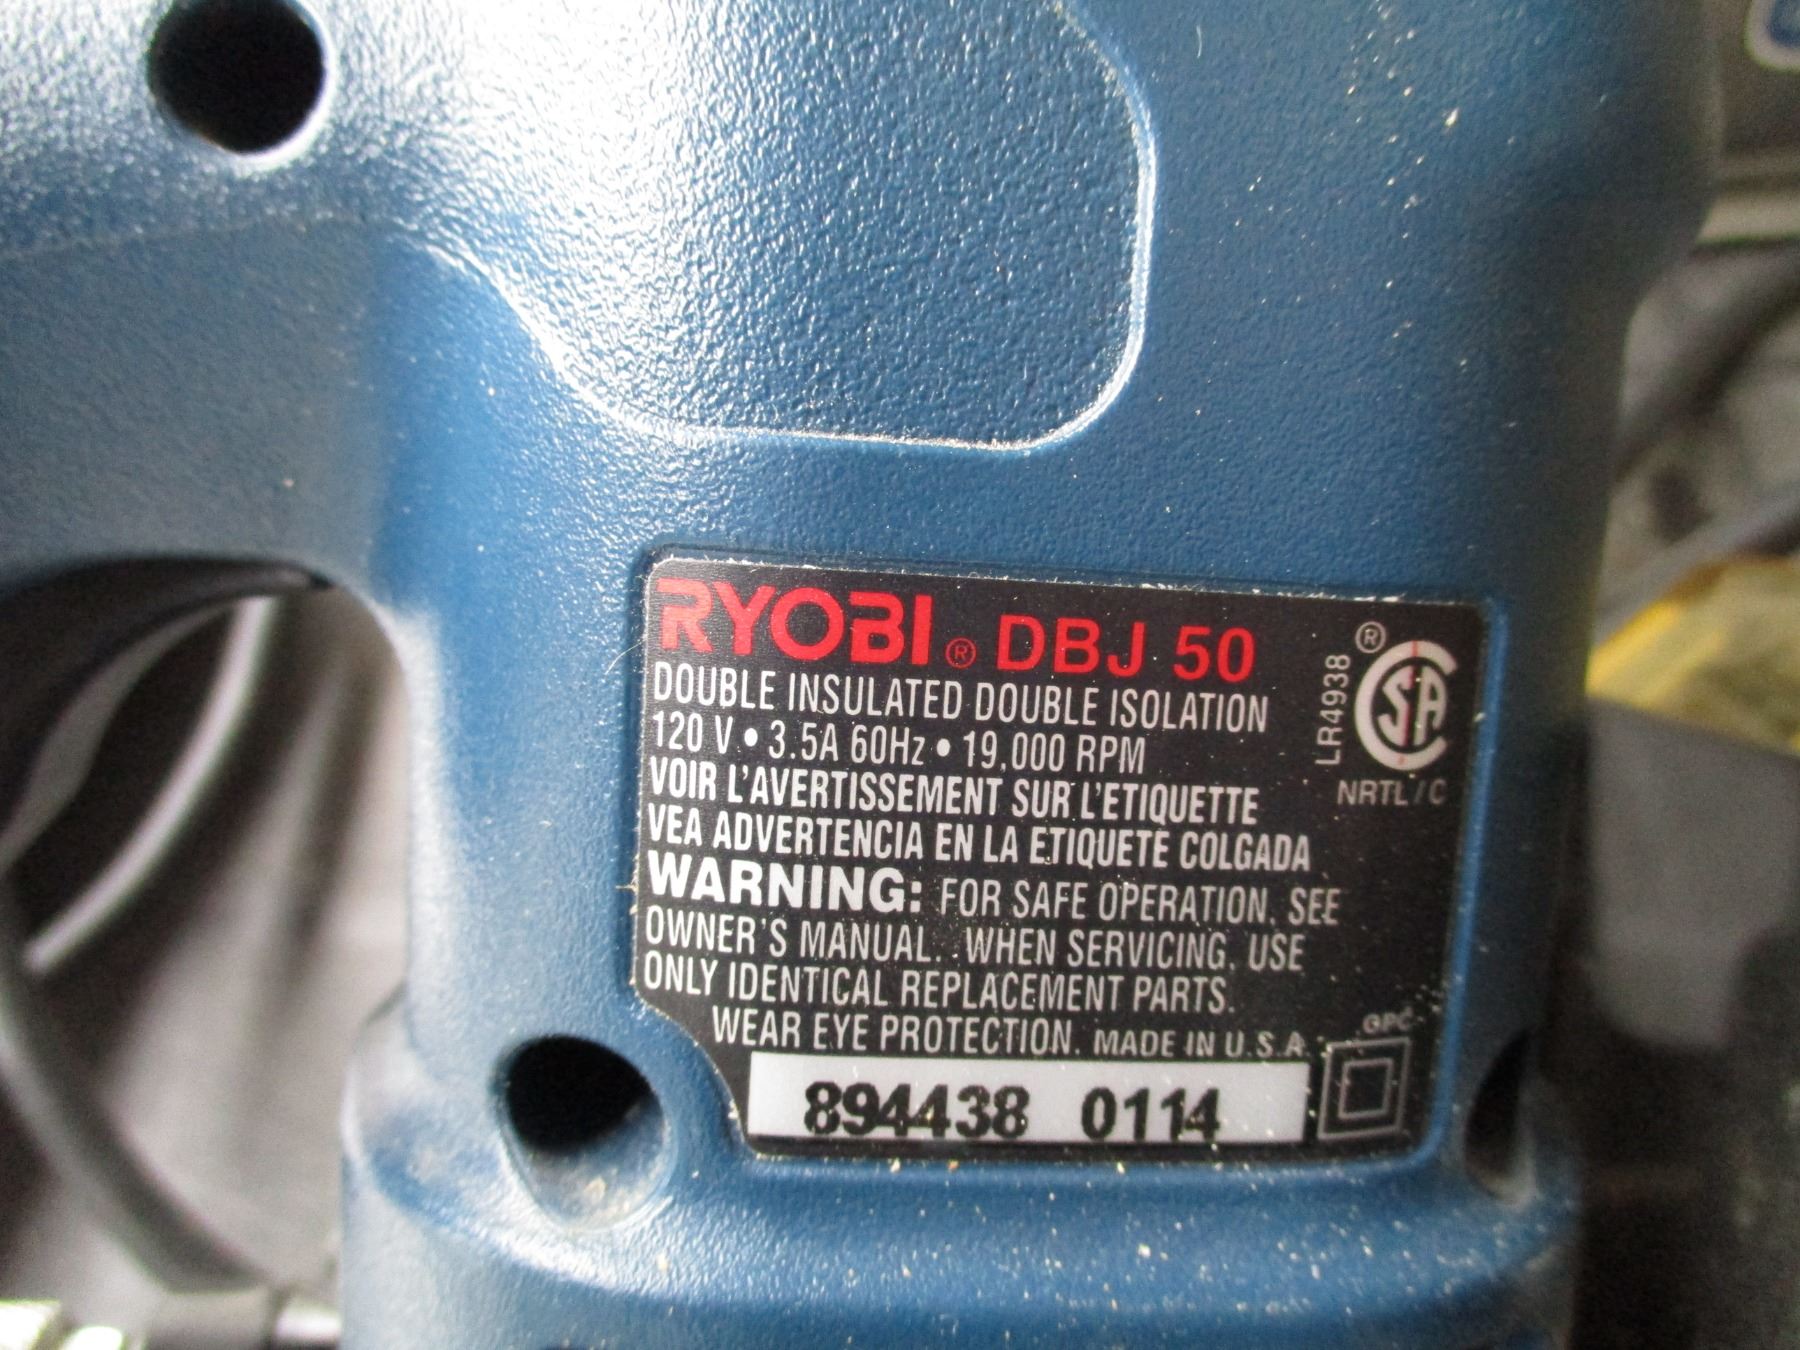 RYOBI ® DBJ 50
DOUBLE INSULATED DOUBLE ISOLATION
120 V • 3.5A 60Hz • 19,000 RPM
VOIR L'AVERTISSEMENT SUR L'ETIQUETTE
VEA ADVERTENCIA EN LA ETIQUETE COLGADA
WARNING: FOR SAFE OPERATION, SEE
OWNER'S MANUAL. WHEN SERVICING, USE
ONLY IDENTICAL REPLACEMENT PARTS.
WEAR EYE PROTECTION. MADE IN U.S.A.
894438 0114
LR4938
® CSA
NRTL/C
GPC